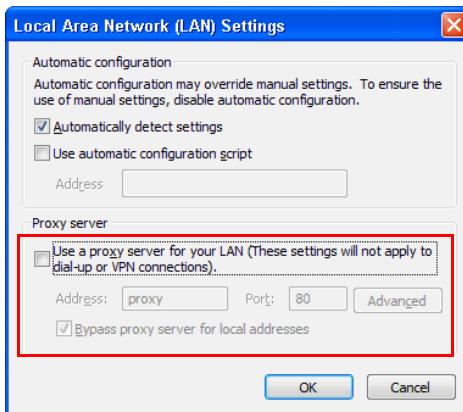 Local Area Network (LAN) Settings
Automatic configuration
Automatic configuration may override manual settings. To ensure the
use of manual settings, disable automatic configuration.
Automatically detect settings
Use automatic configuration script
Address
Proxy server
Use a proxy server for your LAN (These settings will not apply to
dial-up or VPN connections).
Address: proxy Port: 80 Advanced
Bypass proxy server for local addresses
OK Cancel